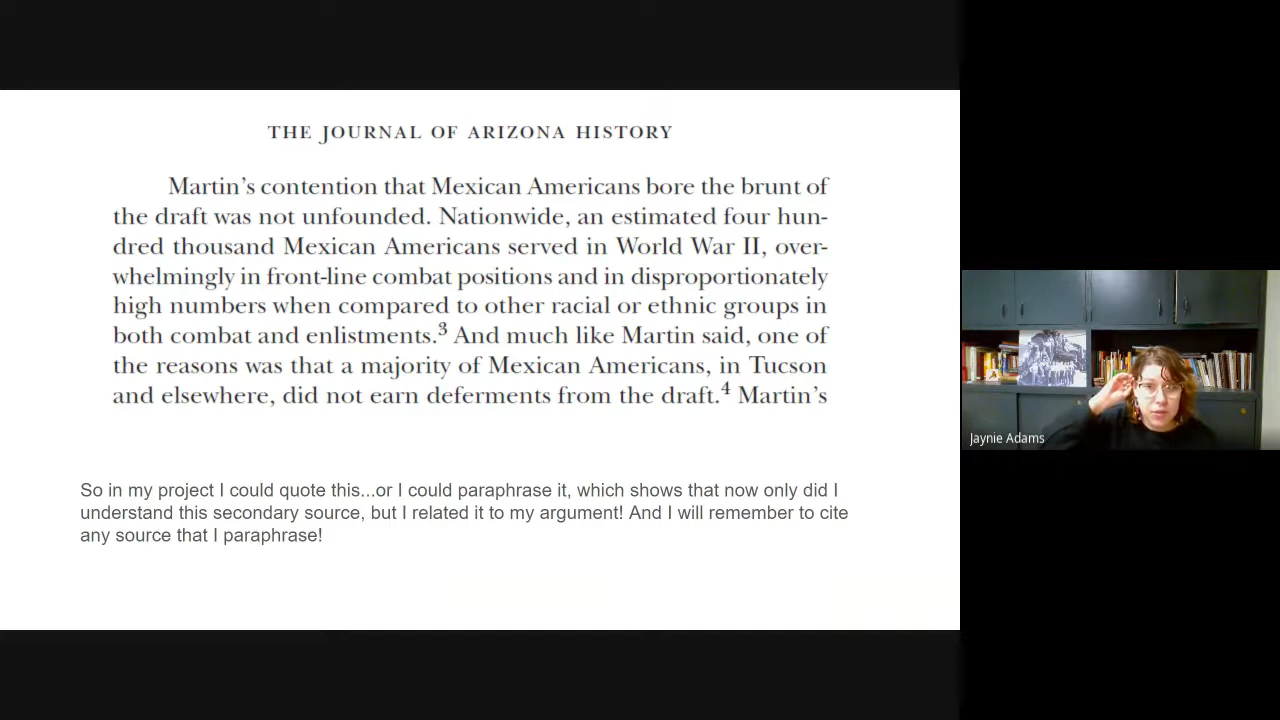 THE JOURNAL OF ARIZONA HISTORY
Martin's contention that Mexican Americans bore the brunt of
the draft was not unfounded. Nationwide, an estimated four hun-
dred thousand Mexican Americans served in World War II, over-
whelmingly in front-line combat positions and in disproportionately
high numbers when compared to other racial or ethnic groups in
both combat and enlistments.3 And much like Martin said, one of
the reasons was that a majority of Mexican Americans, in Tucson
and elsewhere, did not earn deferments from the draft.4 Martin's
So in my project I could quote this...or I could paraphrase it, which shows that now only did I
understand this secondary source, but I related it to my argument! And I will remember to cite
any source that I paraphrase!
Jaynie Adams